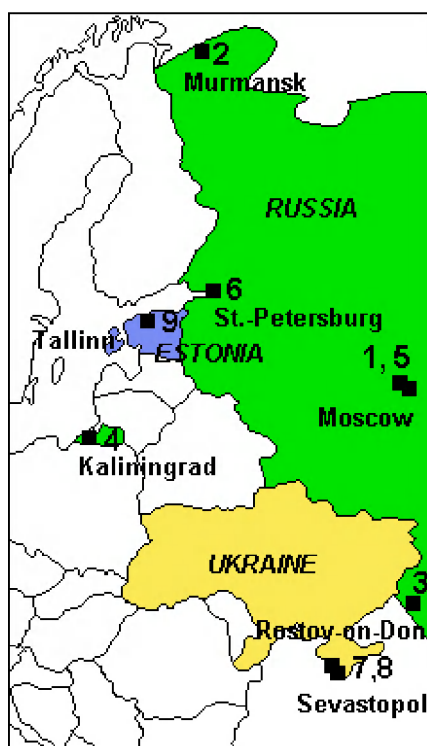 2
Murmansk
RUSSIA
6
9
St.-Petersburg
Tallinn
ESTONIA
1, 5
Moscow
4
Kaliningrad
UKRAINE
3
Rostov-on-Don
7,8
Sevastopol